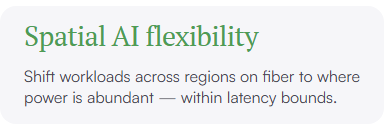 Spatial AI flexibility
Shift workloads across regions on fiber to where
power is abundant — within latency bounds.